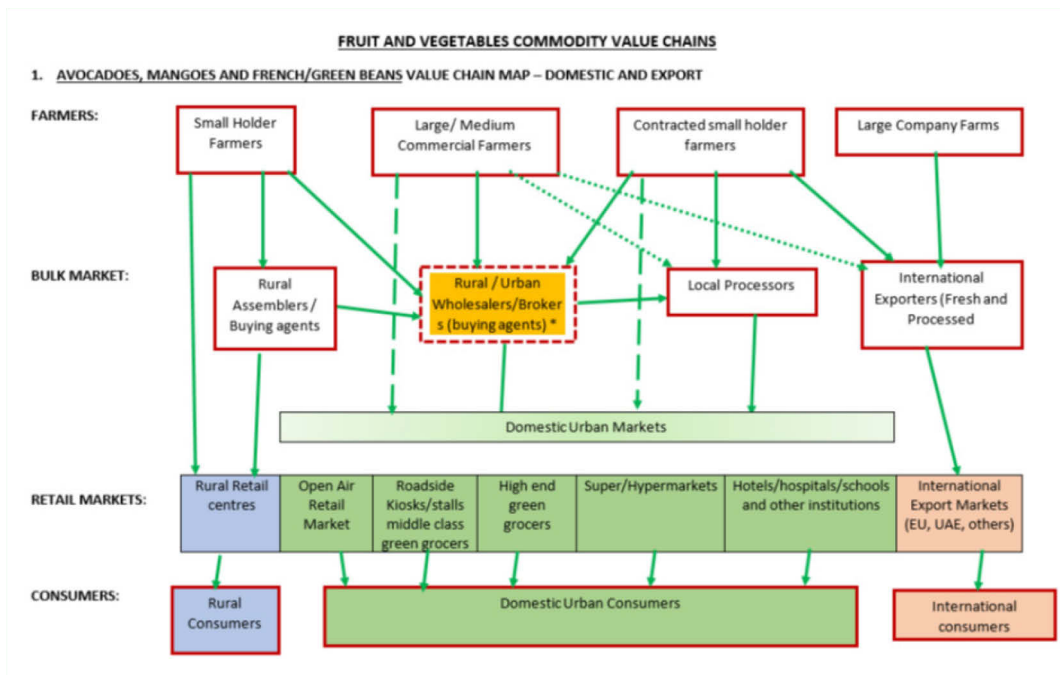 FRUIT AND VEGETABLES COMMODITY VALUE CHAINS
1. AVOCADOES, MANGOES AND FRENCH/GREEN BEANS VALUE CHAIN MAP – DOMESTIC AND EXPORT
FARMERS:
Small Holder
Farmers
Large/ Medium
Commercial Farmers
Contracted small holder
farmers
Large Company Farms
BULK MARKET:
Rural
Assemblers /
Buying agents
Rural / Urban
Wholesalers/Broker
s (buying agents) *
Local Processors
International
Exporters (Fresh and
Processed
Domestic Urban Markets
RETAIL MARKETS:
Rural Retail
centres
Open Air
Retail
Market
Roadside
Kiosks/stalls
middle class
green grocers
High end
green
grocers
Super/Hypermarkets
Hotels/hospitals/schools
and other institutions
International
Export Markets
(EU, UAE, others)
CONSUMERS:
Rural
Consumers
Domestic Urban Consumers
International
consumers